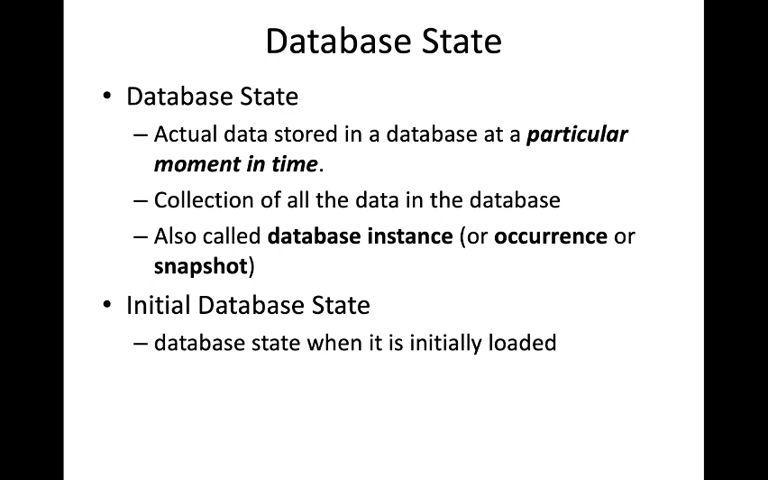 Database State
• Database State
– Actual data stored in a database at a particular
moment in time.
– Collection of all the data in the database
– Also called database instance (or occurrence or
snapshot)
• Initial Database State
– database state when it is initially loaded